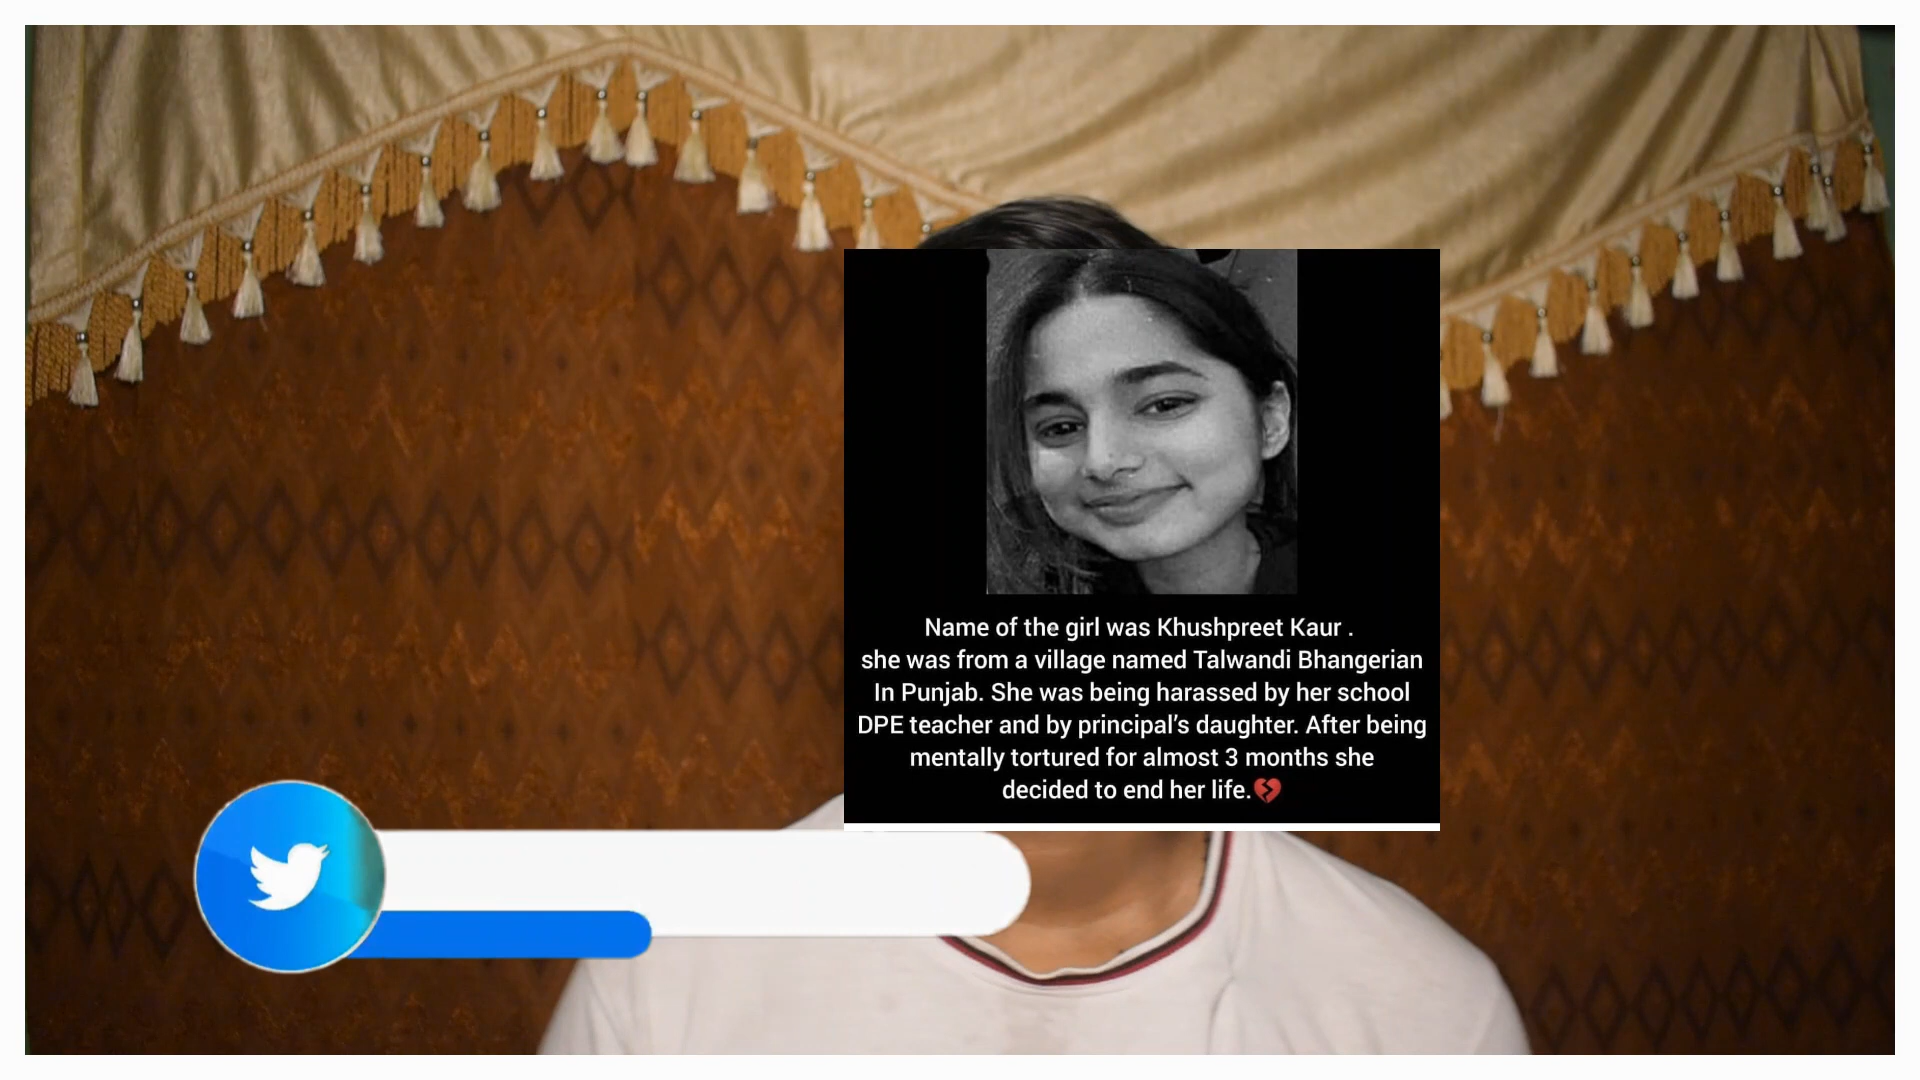 Name of the girl was Khushpreet Kaur .
she was from a village named Talwandi Bhangerian
In Punjab. She was being harassed by her school
DPE teacher and by principal’s daughter. After being
mentally tortured for almost 3 months she
decided to end her life.💔